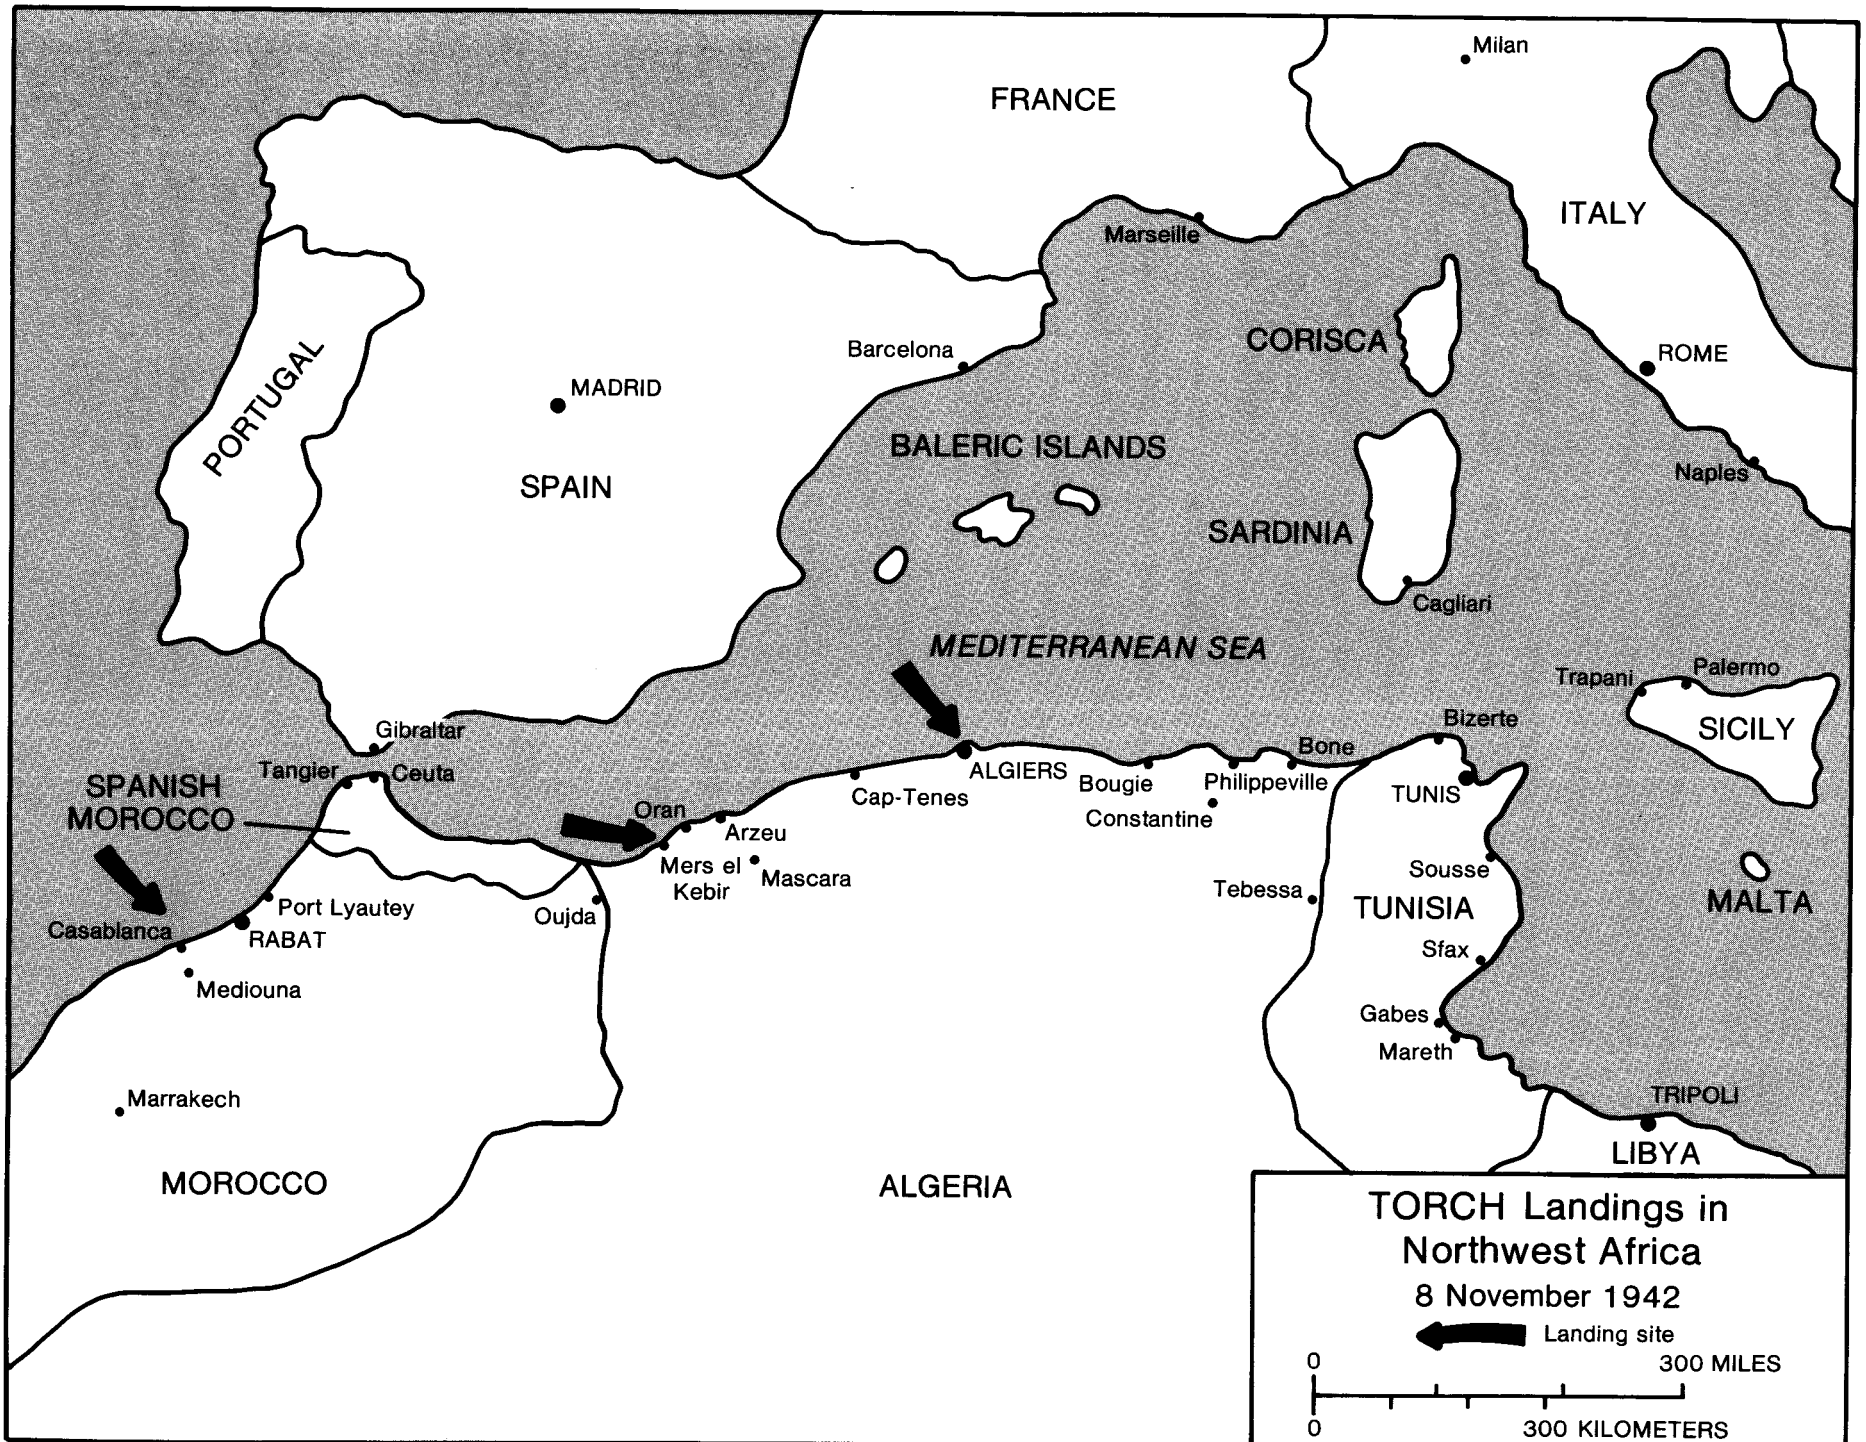 Milan
FRANCE
ITALY
Marseille
PORTUGAL
CORISCA
Barcelona
ROME
MADRID
BALERIC ISLANDS
Naples
SPAIN
SARDINIA
Cagliari
MEDITERRANEAN SEA
Trapani
Palermo
SICILY
Gibraltar
Bizerte
Tangier
Ceuta
ALGIERS
Bougie
Bone
Philippeville
TUNIS
SPANISH
MOROCCO
Oran
Arzeu
Cap-Tenes
Constantine
Mers el
Kebir
Mascara
Sousse
Tebessa
TUNISIA
MALTA
Port Lyautey
Oujda
Casablanca
RABAT
Sfax
Mediouna
Gabes
Mareth
Marrakech
TRIPOLI
LIBYA
MOROCCO
ALGERIA
TORCH Landings in
Northwest Africa
8 November 1942
Landing site
0 300 MILES
0 300 KILOMETERS